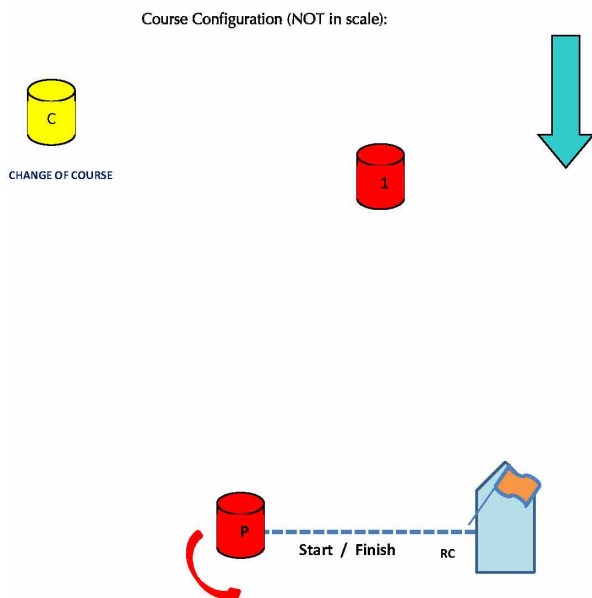 Course Configuration (NOT in scale):
C
CHANGE OF COURSE
1
P
Start / Finish
RC